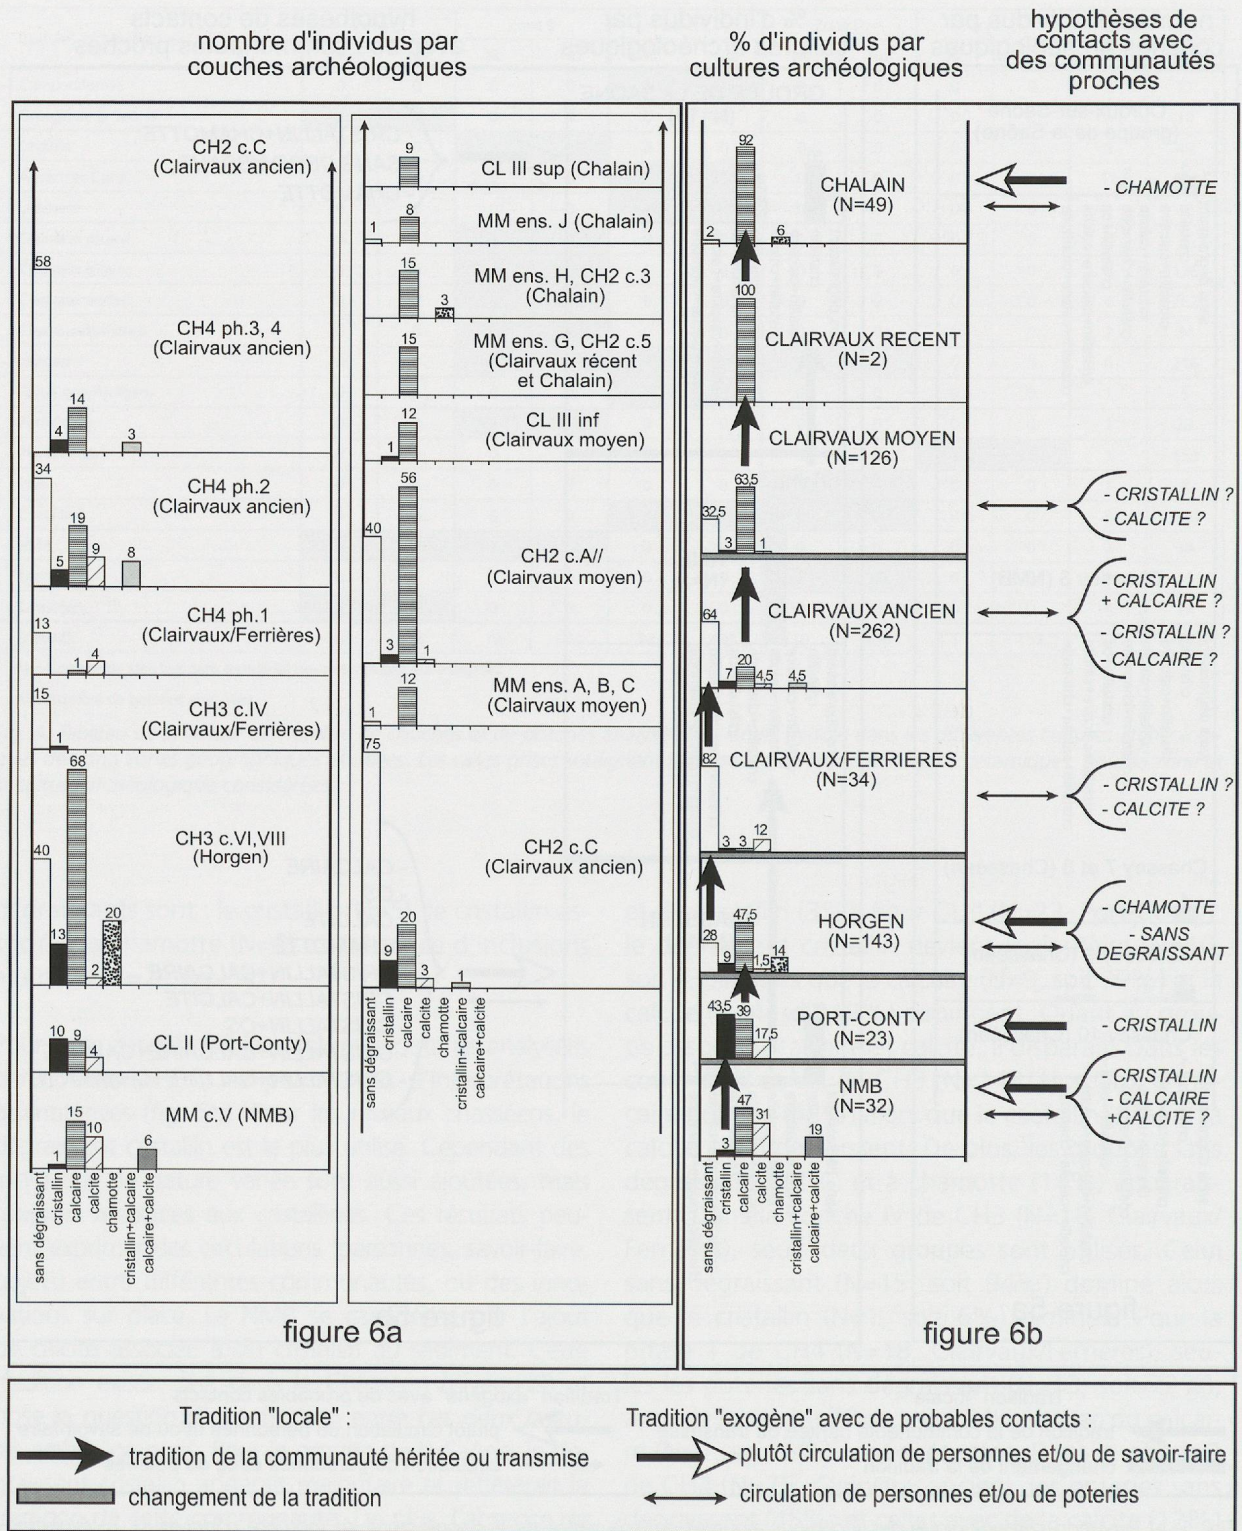 nombre d'individus par
couches archéologiques
% d'individus par
cultures archéologiques
hypothèses de
contacts avec
des communautés
proches
CH2 c.C
(Clairvaux ancien)
58
CH4 ph.3, 4
(Clairvaux ancien)
4
14
3
34
CH4 ph.2
(Clairvaux ancien)
5
19
9
8
CH4 ph.1
(Clairvaux/Ferrières)
13
1
4
15
CH3 c.IV
(Clairvaux/Ferrières)
1
68
CH3 c.VI,VIII
(Horgen)
40
13
2
20
10
9
4
CL II (Port-Conty)
MM c.V (NMB)
1
15
10
6
sans dégraissant
cristallin
calcaire
calcite
chamotte
cristallin+calcaire
calcaire+calcite
9
CL III sup (Chalain)
1
8
MM ens. J (Chalain)
15
3
MM ens. H, CH2 c.3
(Chalain)
15
MM ens. G, CH2 c.5
(Clairvaux récent
et Chalain)
1
12
CL III inf
(Clairvaux moyen)
40
3
56
1
CH2 c.A//
(Clairvaux moyen)
1
12
MM ens. A, B, C
(Clairvaux moyen)
75
CH2 c.C
(Clairvaux ancien)
9
20
3
1
sans dégraissant
cristallin
calcaire
calcite
chamotte
cristallin+calcaire
calcaire+calcite
figure 6a
92
2
6
CHALAIN
(N=49)
- CHAMOTTE
100
CLAIRVAUX RECENT
(N=2)
CLAIRVAUX MOYEN
(N=126)
32,5
3
63,5
1
- CRISTALLIN ?
- CALCITE ?
CLAIRVAUX ANCIEN
(N=262)
64
7
20
4,5
4,5
- CRISTALLIN
+ CALCAIRE ?
- CRISTALLIN ?
- CALCAIRE ?
CLAIRVAUX/FERRIERES
(N=34)
82
3
3
12
- CRISTALLIN ?
- CALCITE ?
HORGEN
(N=143)
28
9
47,5
1,5
14
- CHAMOTTE
- SANS
DEGRAISSANT
PORT-CONTY
(N=23)
43,5
39
17,5
- CRISTALLIN
NMB
(N=32)
3
47
31
19
- CRISTALLIN
- CALCAIRE
+CALCITE ?
sans dégraissant
cristallin
calcaire
calcite
chamotte
cristallin+calcaire
calcaire+calcite
figure 6b
Tradition "locale" :
tradition de la communauté héritée ou transmise
changement de la tradition
Tradition "exogène" avec de probables contacts :
plutôt circulation de personnes et/ou de savoir-faire
circulation de personnes et/ou de poteries